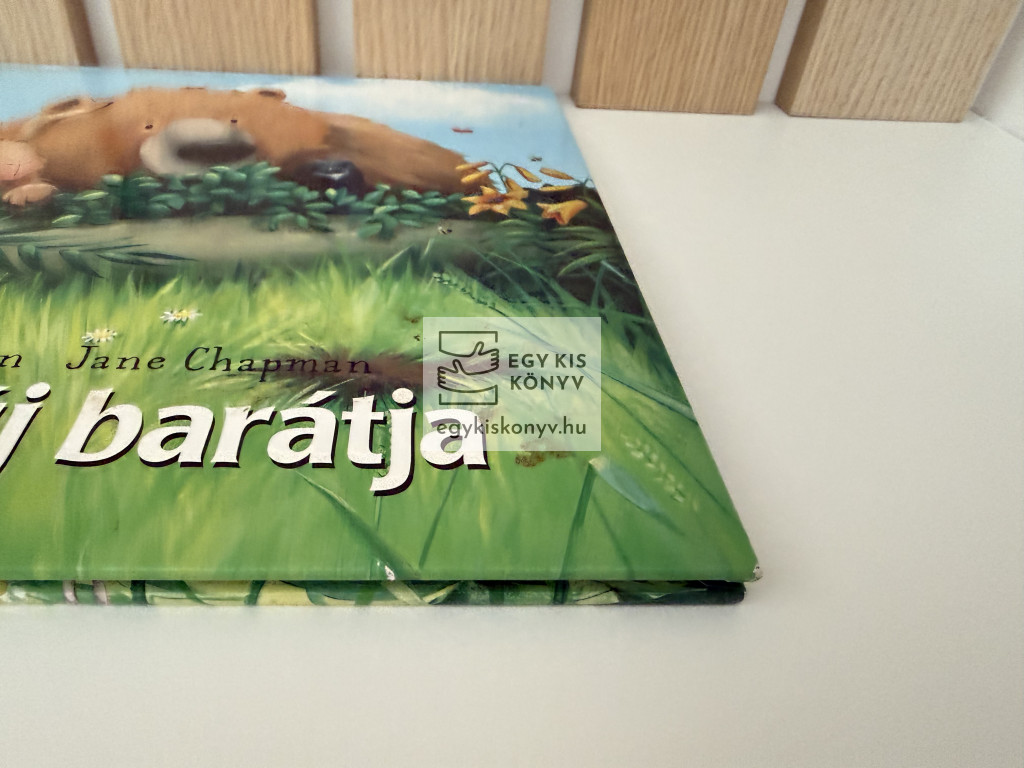 n Jane Chapman
j barátja
EGY KIS
KÖNYV
egykiskonyv.hu